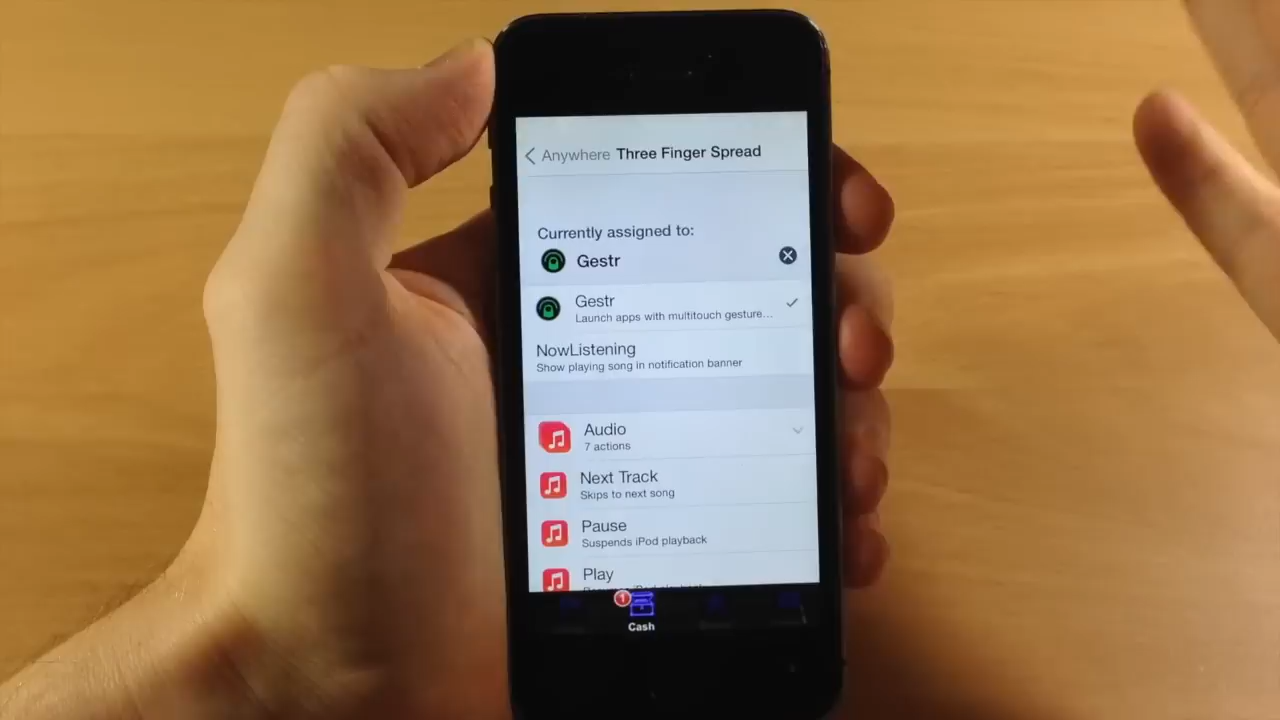 Anywhere Three Finger Spread
Currently assigned to:
Gestr
Gestr
Launch apps with multitouch gesture...
NowListening
Show playing song in notification banner
Audio
7 actions
Next Track
Skips to next song
Pause
Suspends iPod playback
Play
1
Cash